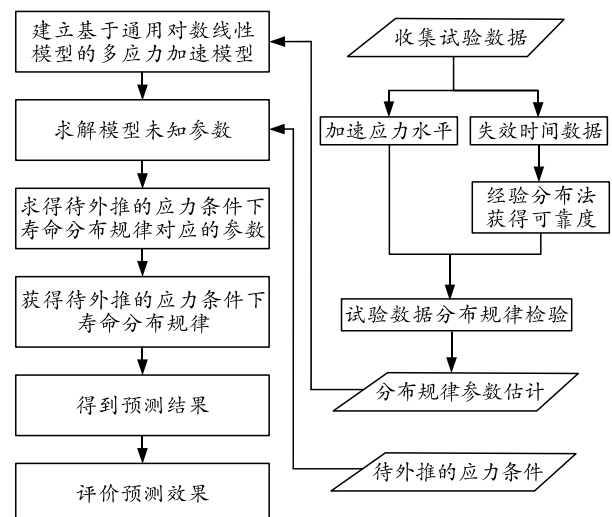 建立基于通用对数线性
模型的多应力加速模型
求解模型未知参数
求得待外推的应力条件下
寿命分布规律对应的参数
获得待外推的应力条件下
寿命分布规律
得到预测结果
评价预测效果
收集试验数据
加速应力水平
失效时间数据
经验分布法
获得可靠度
试验数据分布规律检验
分布规律参数估计
待外推的应力条件